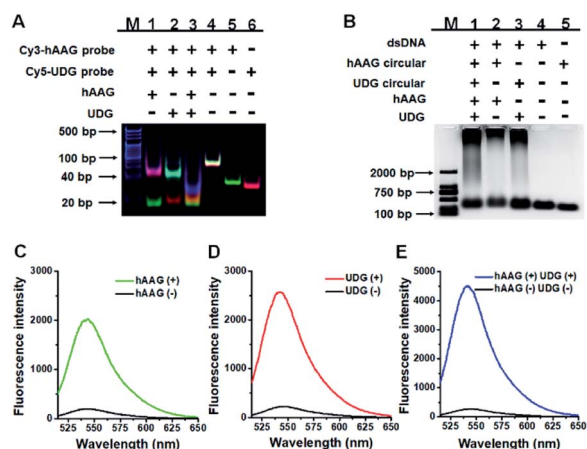 A
M 1 2 3 4 5 6
Cy3-hAAG probe + + + + + -
Cy5-UDG probe + + + + - +
hAAG + - + - - -
UDG - + + - - -
500 bp
100 bp
40 bp
20 bp
B
M 1 2 3 4 5
dsDNA + + + + -
hAAG circular + + - - +
UDG circular + - + - -
hAAG + + - - -
UDG + - + - -
2000 bp
750 bp
100 bp
C
Fluorescence intensity
3000
2000
1000
0
hAAG (+)
hAAG (-)
525 550 575 600 625 650
Wavelength (nm)
D
Fluorescence intensity
3000
2000
1000
0
UDG (+)
UDG (-)
525 550 575 600 625 650
Wavelength (nm)
E
Fluorescence intensity
5000
4000
3000
2000
1000
0
hAAG (+) UDG (+)
hAAG (-) UDG (-)
525 550 575 600 625 650
Wavelength (nm)